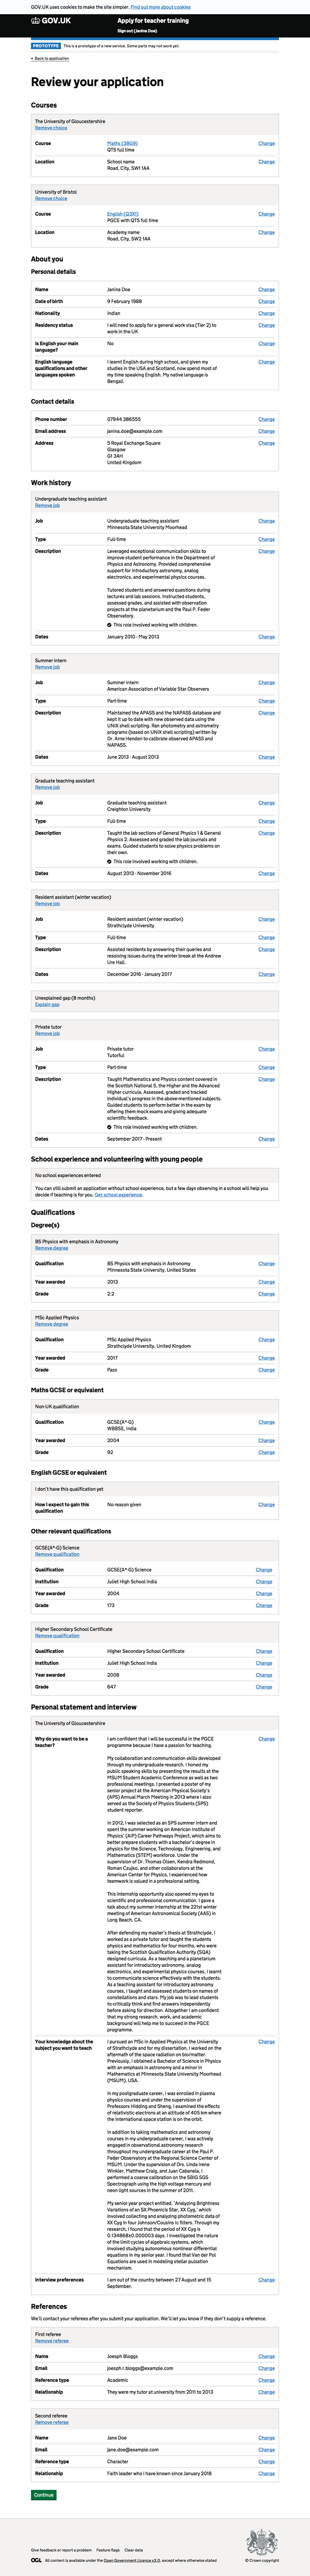 GOV.UK uses cookies to make the site simpler. Find out more about cookies
GOV.UK
Apply for teacher training
Sign out (Janina Doe)
PROTOTYPE
This is a prototype of a new service. Some parts may not work yet.
Back to application
Review your application
Courses
The University of Gloucestershire
Remove choice
Course
Maths (38G9)
Change
QTS full time
Location
School name
Change
Road, City, SW1 1AA
University of Bristol
Remove choice
Course
English (Q3X1)
Change
PGCE with QTS full time
Location
Academy name
Change
Road, City, SW2 1AA
About you
Personal details
Name
Janina Doe
Change
Date of birth
9 February 1988
Change
Nationality
Indian
Change
Residency status
I will need to apply for a general work visa (Tier 2) to
Change
work in the UK
Is English your main
No
Change
language?
English language
I learnt English during high school, and given my
Change
qualifications and other
studies in the USA and Scotland, now spend most of
languages spoken
my time speaking English. My native language is
Bengali.
Contact details
Phone number
07944 386555
Change
Email address
janina.doe@example.com
Change
Address
5 Royal Exchange Square
Change
Glasgow
G1 3AH
United Kingdom
Work history
Undergraduate teaching assistant
Remove job
Job
Undergraduate teaching assistant
Change
Minnesota State University Moorhead
Type
Full-time
Change
Description
Leveraged exceptional communication skills to
Change
improve student performance in the Department of
Physics and Astronomy. Provided comprehensive
support for introductory astronomy, analog
electronics, and experimental physics courses.
Tutored students and answered questions during
lectures and lab sessions. Instructed students,
assessed grades, and assisted with observation
projects at the planetarium and the Paul P. Feder
Observatory.
This role involved working with children.
Dates
January 2010 - May 2013
Change
Summer intern
Remove job
Job
Summer intern
Change
American Association of Variable Star Observers
Type
Part-time
Change
Description
Maintained the APASS and the NAPASS database and
Change
kept it up to date with new observed data using the
UNIX shell scripting. Ran photometry and astrometry
programs (based on UNIX shell scripting) written by
Dr. Arne Henden to calibrate observed APASS and
NAPASS.
Dates
June 2013 - August 2013
Change
Graduate teaching assistant
Remove job
Job
Graduate teaching assistant
Change
Creighton University
Type
Full-time
Change
Description
Taught the lab sections of General Physics 1 & General
Change
Physics 2. Assessed and graded the lab journals and
exams. Guided students to solve physics problems on
their own.
This role involved working with children.
Dates
August 2013 - November 2016
Change
Resident assistant (winter vacation)
Remove job
Job
Resident assistant (winter vacation)
Change
Strathclyde University
Type
Full-time
Change
Description
Assisted residents by answering their queries and
Change
resolving issues during the winter break at the Andrew
Ure Hall.
Dates
December 2016 - January 2017
Change
Unexplained gap (8 months)
Explain gap
Private tutor
Remove job
Job
Private tutor
Change
Tutorful
Type
Part-time
Change
Description
Taught Mathematics and Physics content covered in
Change
the Scottish National 5, the Higher and the Advanced
Higher curricula. Assessed, graded and tracked
individual's progress in the above-mentioned subjects.
Guided students to perform better in the exam by
offering them mock exams and giving adequate
scientific feedback.
This role involved working with children.
Dates
September 2017 - Present
Change
School experience and volunteering with young people
No school experiences entered
You can still submit an application without school experience, but a few days observing in a school will help you
decide if teaching is for you. Get school experience.
Qualifications
Degree(s)
BS Physics with emphasis in Astronomy
Remove degree
Qualification
BS Physics with emphasis in Astronomy
Change
Minnesota State University, United States
Year awarded
2013
Change
Grade
2:2
Change
MSc Applied Physics
Remove degree
Qualification
MSc Applied Physics
Change
Strathclyde University, United Kingdom
Year awarded
2017
Change
Grade
Pass
Change
Maths GCSE or equivalent
Non-UK qualification
Qualification
GCSE(A*-G)
Change
WBBSE, India
Year awarded
2004
Change
Grade
92
Change
English GCSE or equivalent
I don't have this qualification yet
How I expect to gain this
No reason given
Change
qualification
Other relevant qualifications
GCSE(A*-G) Science
Remove qualification
Qualification
GCSE(A*-G) Science
Change
Institution
Juliet High School India
Change
Year awarded
2004
Change
Grade
173
Change
Higher Secondary School Certificate
Remove qualification
Qualification
Higher Secondary School Certificate
Change
Institution
Juliet High School India
Change
Year awarded
2008
Change
Grade
647
Change
Personal statement and interview
The University of Gloucestershire
Why do you want to be a
I am confident that I will be successful in the PGCE
Change
teacher?
programme because I have a passion for teaching.
My collaboration and communication skills developed
through my undergraduate research. I honed my
public speaking skills by presenting the results at the
MSUM Student Academic Conference as well as two
professional meetings. I presented a poster of my
senior project at the American Physical Society's
(APS) Annual March Meeting in 2013 where I also
served as the Society of Physics Students (SPS)
student reporter.
In 2012, I was selected as an SPS summer intern and
spent the summer working on American Institute of
Physics' (AIP) Career Pathways Project, which aims to
better prepare students with a bachelor's degree in
physics for the Science, Technology, Engineering, and
Mathematics (STEM) workforce. Under the
supervision of Dr. Thomas Olsen, Kendra Redmond,
Roman Czujko, and other collaborators at the
American Center for Physics, I experienced how
teamwork is valued in a professional setting.
This internship opportunity also opened my eyes to
scientific and professional communication. I gave a
talk about my summer internship at the 221st winter
meeting of American Astronomical Society (AAS) in
Long Beach, CA.
After defending my master's thesis at Strathclyde, I
worked as a private tutor and taught the students
physics and mathematics for four months, who were
taking the Scottish Qualification Authority (SQA)
designed curricula. As a teaching and a planetarium
assistant for introductory astronomy, analog
electronics, and experimental physics courses, I learnt
to communicate science effectively with the students.
As a teaching assistant for introductory astronomy
courses, I taught and assessed students on names of
constellations and stars. My job was to lead students
to critically think and find answers independently
before asking for direction. Altogether I am confident
that my strong research, work, and academic
background will help me to succeed in the PGCE
programme.
Your knowledge about the
I pursued an MSc in Applied Physics at the University
Change
subject you want to teach
of Strathclyde and for my dissertation, I worked on the
aftermath of the space radiation on bio/matter.
Previously, I obtained a Bachelor of Science in Physics
with an emphasis in astronomy and a minor in
Mathematics at Minnesota State University Moorhead
(MSUM), USA.
In my postgraduate career, I was enrolled in plasma
physics courses and under the supervision of
Professors Hidding and Sheng, I examined the effects
of relativistic electrons at an altitude of 405 km where
the international space station is on the orbit.
In addition to taking mathematics and astronomy
courses in my undergraduate career, I was actively
engaged in observational astronomy research
throughout my undergraduate career at the Paul P.
Feder Observatory at the Regional Science Center of
MSUM. Under the supervision of Drs. Linda Irene
Winkler, Matthew Craig, and Juan Cabanela, I
performed a wavelength calibration on the SBIG SGS
Spectrograph using the high voltage mercury and
neon light sources in the summer of 2011.
My senior year project entitled, 'Analyzing Brightness
Variations of an SX Phoenicis Star, XX Cyg,' which
involved collecting and analyzing photometric data of
XX Cyg in four Johnson/Cousins Ic filters. Through my
research, I found that the period of XX Cyg is
0.134868±0.000003 days. I investigated the nature
of the limit cycles of algebraic systems, which
involved studying autonomous nonlinear differential
equations in my senior year. I found that Van der Pol
Equations are used in modeling stellar pulsation
mechanism.
Interview preferences
I am out of the country between 27 August and 15
Change
September.
References
We'll contact your referees after you submit your application. We'll let you know if they don't supply a reference.
First referee
Remove referee
Name
Joesph Bloggs
Change
Email
joesph.r.bloggs@example.com
Change
Reference type
Academic
Change
Relationship
They were my tutor at university from 2011 to 2013
Change
Second referee
Remove referee
Name
Jane Doe
Change
Email
jane.doe@example.com
Change
Reference type
Character
Change
Relationship
Faith leader who I have known since January 2018
Change
Continue
Give feedback or report a problem
Feature flags
Clear data
OGL
All content is available under the Open Government Licence v3.0, except where otherwise stated
© Crown copyright